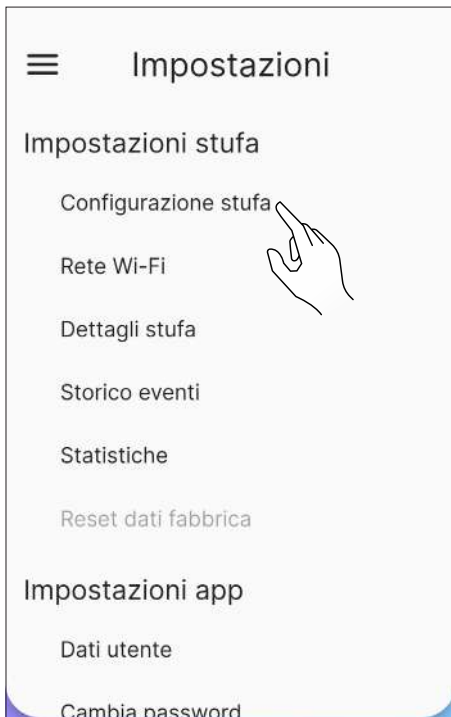 Impostazioni
Impostazioni stufa
Configurazione stufa
Rete Wi-Fi
Dettagli stufa
Storico eventi
Statistiche
Reset dati fabbrica
Impostazioni app
Dati utente
Cambia password